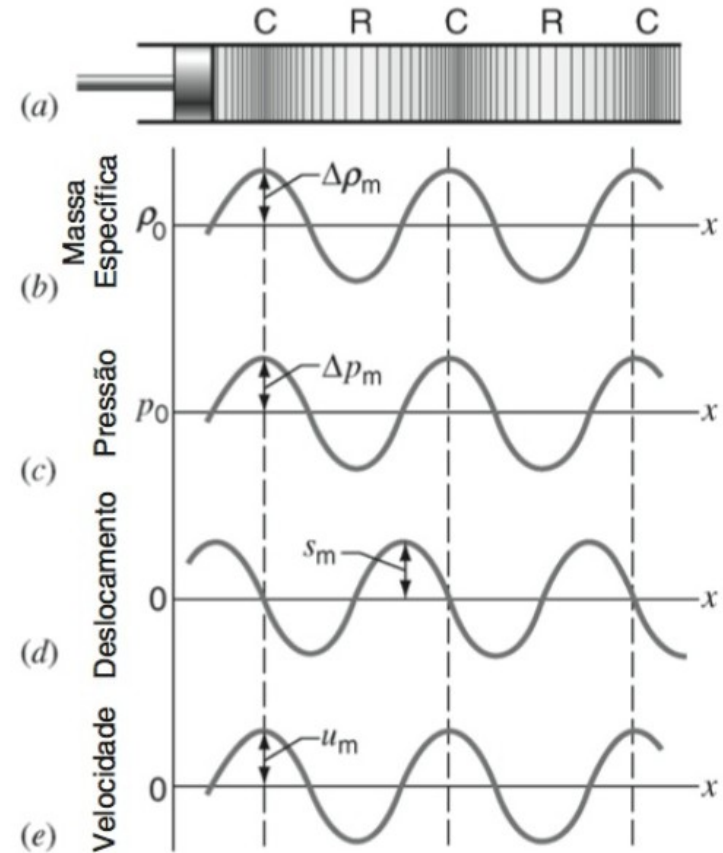 C R C R C
(a)
Massa
Específica
ρ₀
Δρₘ
x
(b)
Pressão
p₀
Δpₘ
x
(c)
Deslocamento
0
sₘ
x
(d)
Velocidade
0
uₘ
x
(e)